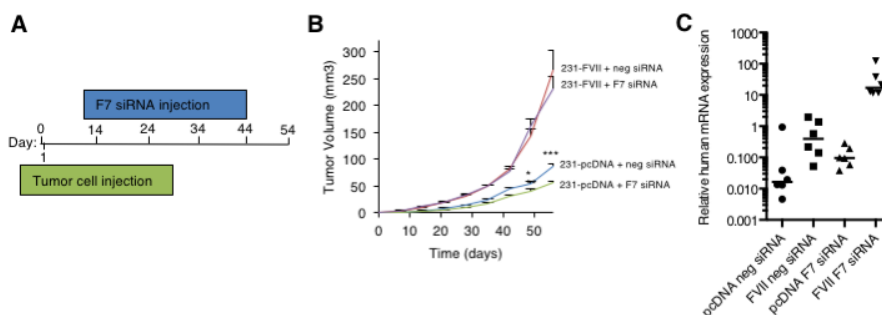 A
F7 siRNA injection
Day:
0 14 24 34 44 54
1
Tumor cell injection
B
Tumor Volume (mm3)
300
250
200
150
100
50
0
0 10 20 30 40 50
Time (days)
231-FVII + neg siRNA
231-FVII + F7 siRNA
***
231-pcDNA + neg siRNA
*
231-pcDNA + F7 siRNA
C
Relative human mRNA expression
1000
100
10
1
0.100
0.010
0.001
pcDNA neg siRNA
FVII neg siRNA
pcDNA F7 siRNA
FVII F7 siRNA